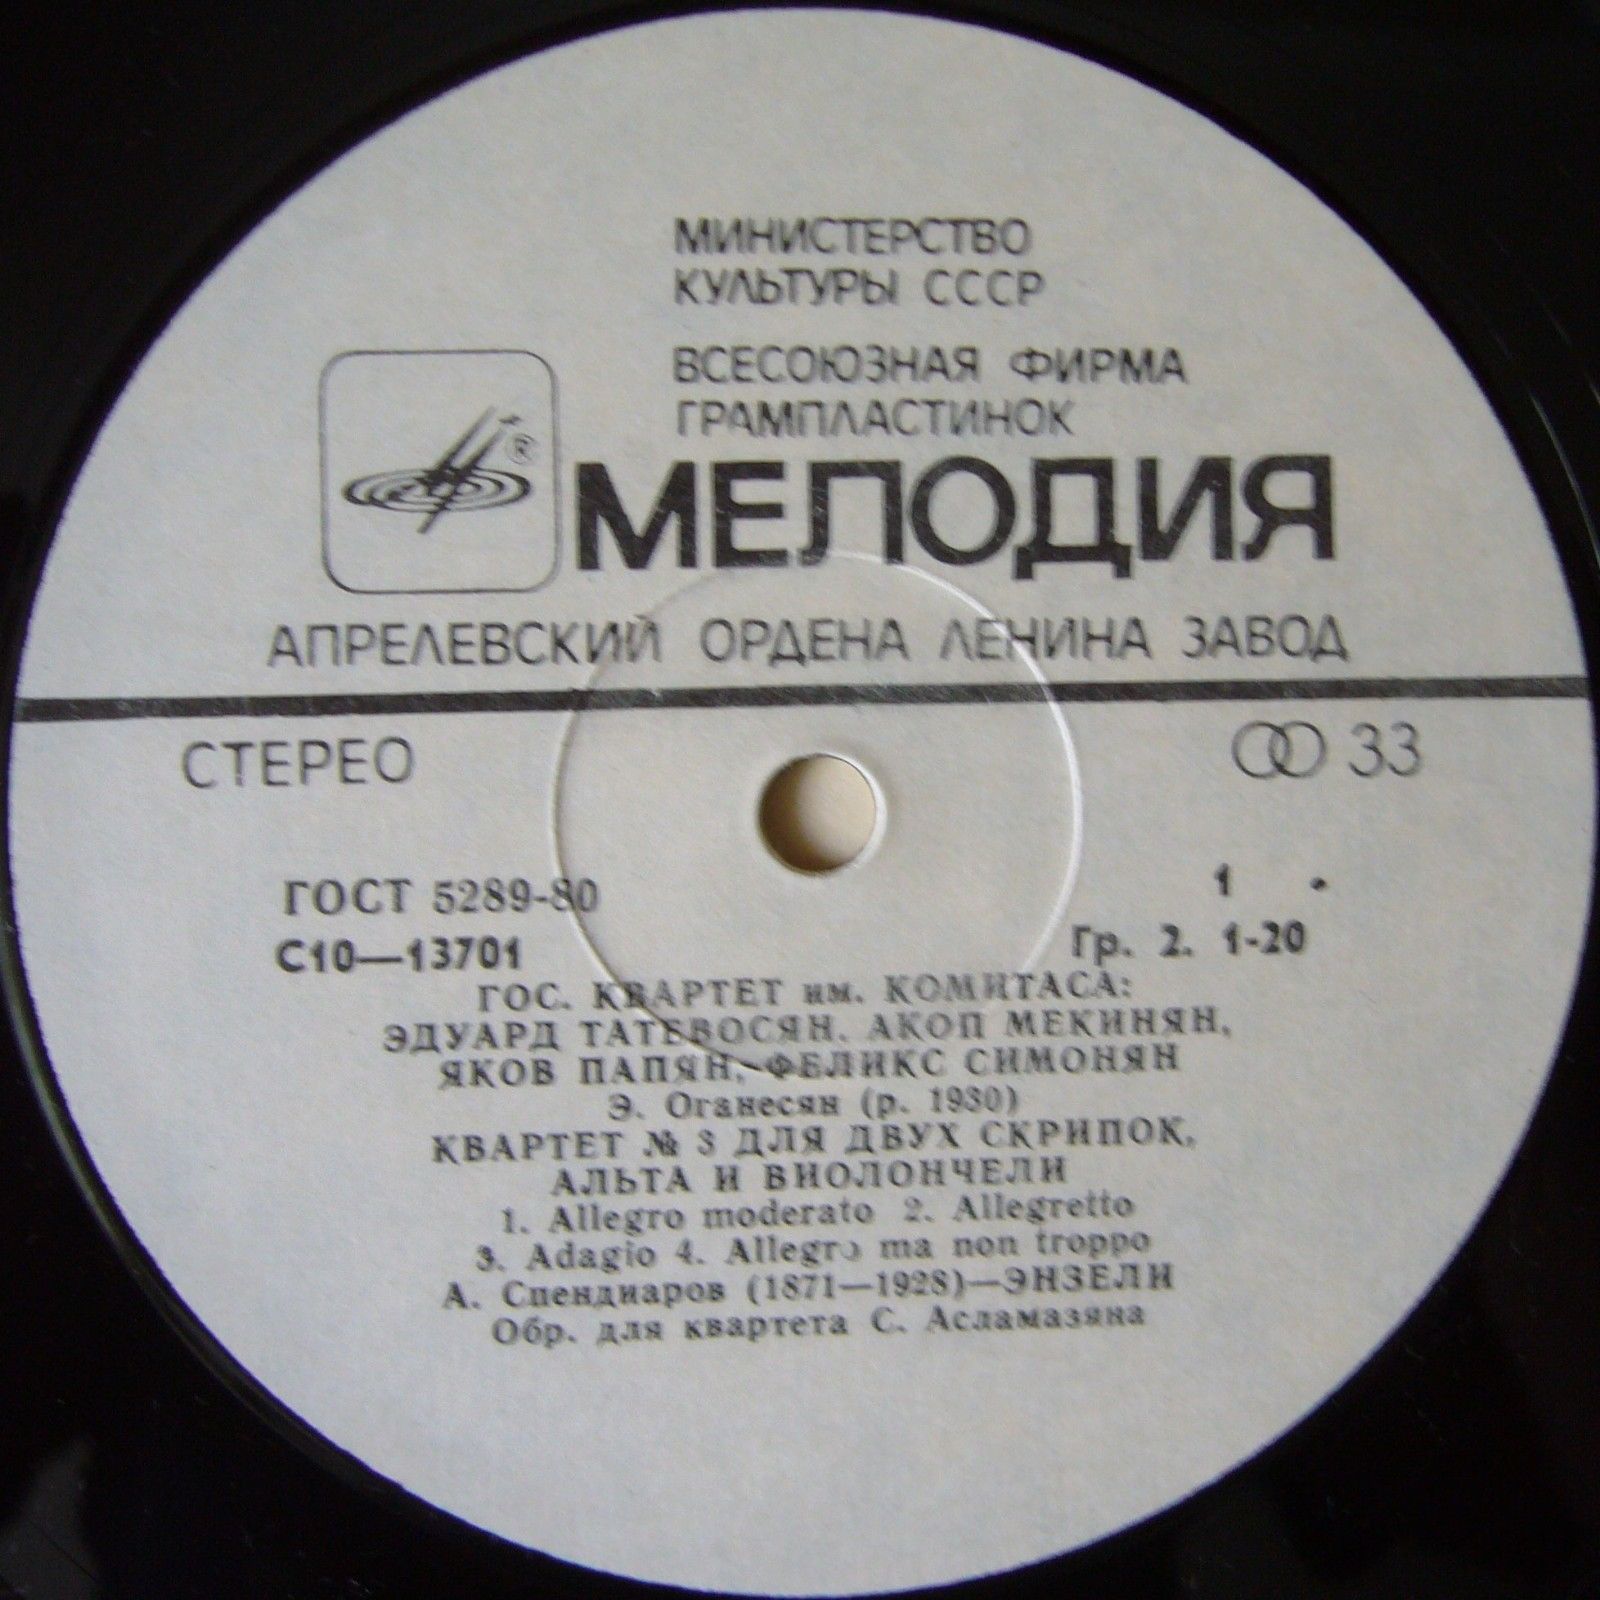 МИНИСТЕРСТВО
КУЛЬТУРЫ СССР
ВСЕСОЮЗНАЯ ФИРМА
ГРАМПЛАСТИНОК
®
МЕЛОДИЯ
АПРЕЛЕВСКИЙ ОРДЕНА ЛЕНИНА ЗАВОД
СТЕРЕО
33
ГОСТ 5289-80
1
С10—13701
Гр. 2. 1-20
ГОС. КВАРТЕТ им. КОМИТАСА:
ЭДУАРД ТАТЕВОСЯН, АКОП МЕКИНЯН,
ЯКОВ ПАПЯН, ФЕЛИКС СИМОНЯН
Э. Оганесян (р. 1930)
КВАРТЕТ № 3 ДЛЯ ДВУХ СКРИПОК,
АЛЬТА И ВИОЛОНЧЕЛИ
1. Allegro moderato 2. Allegretto
3. Adagio 4. Allegro ma non troppo
А. Спендиаров (1871—1928)—ЭНЗЕЛИ
Обр. для квартета С. Асламазяна